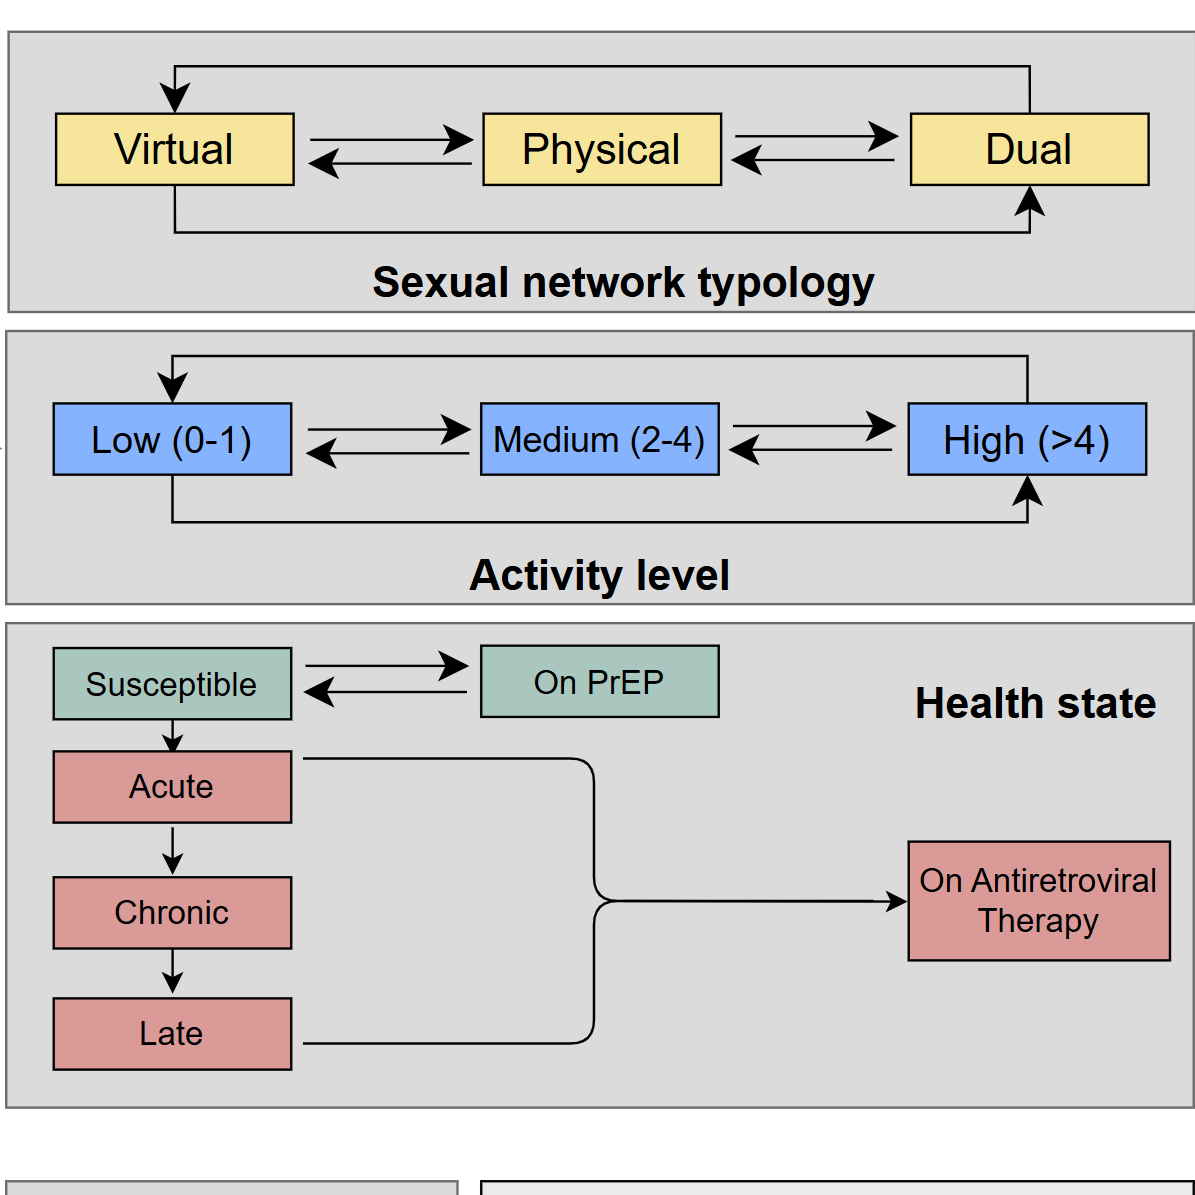 Virtual
Physical
Dual
Sexual network typology
Low (0-1)
Medium (2-4)
High (>4)
Activity level
Susceptible
On PrEP
Health state
Acute
Chronic
Late
On Antiretroviral
Therapy